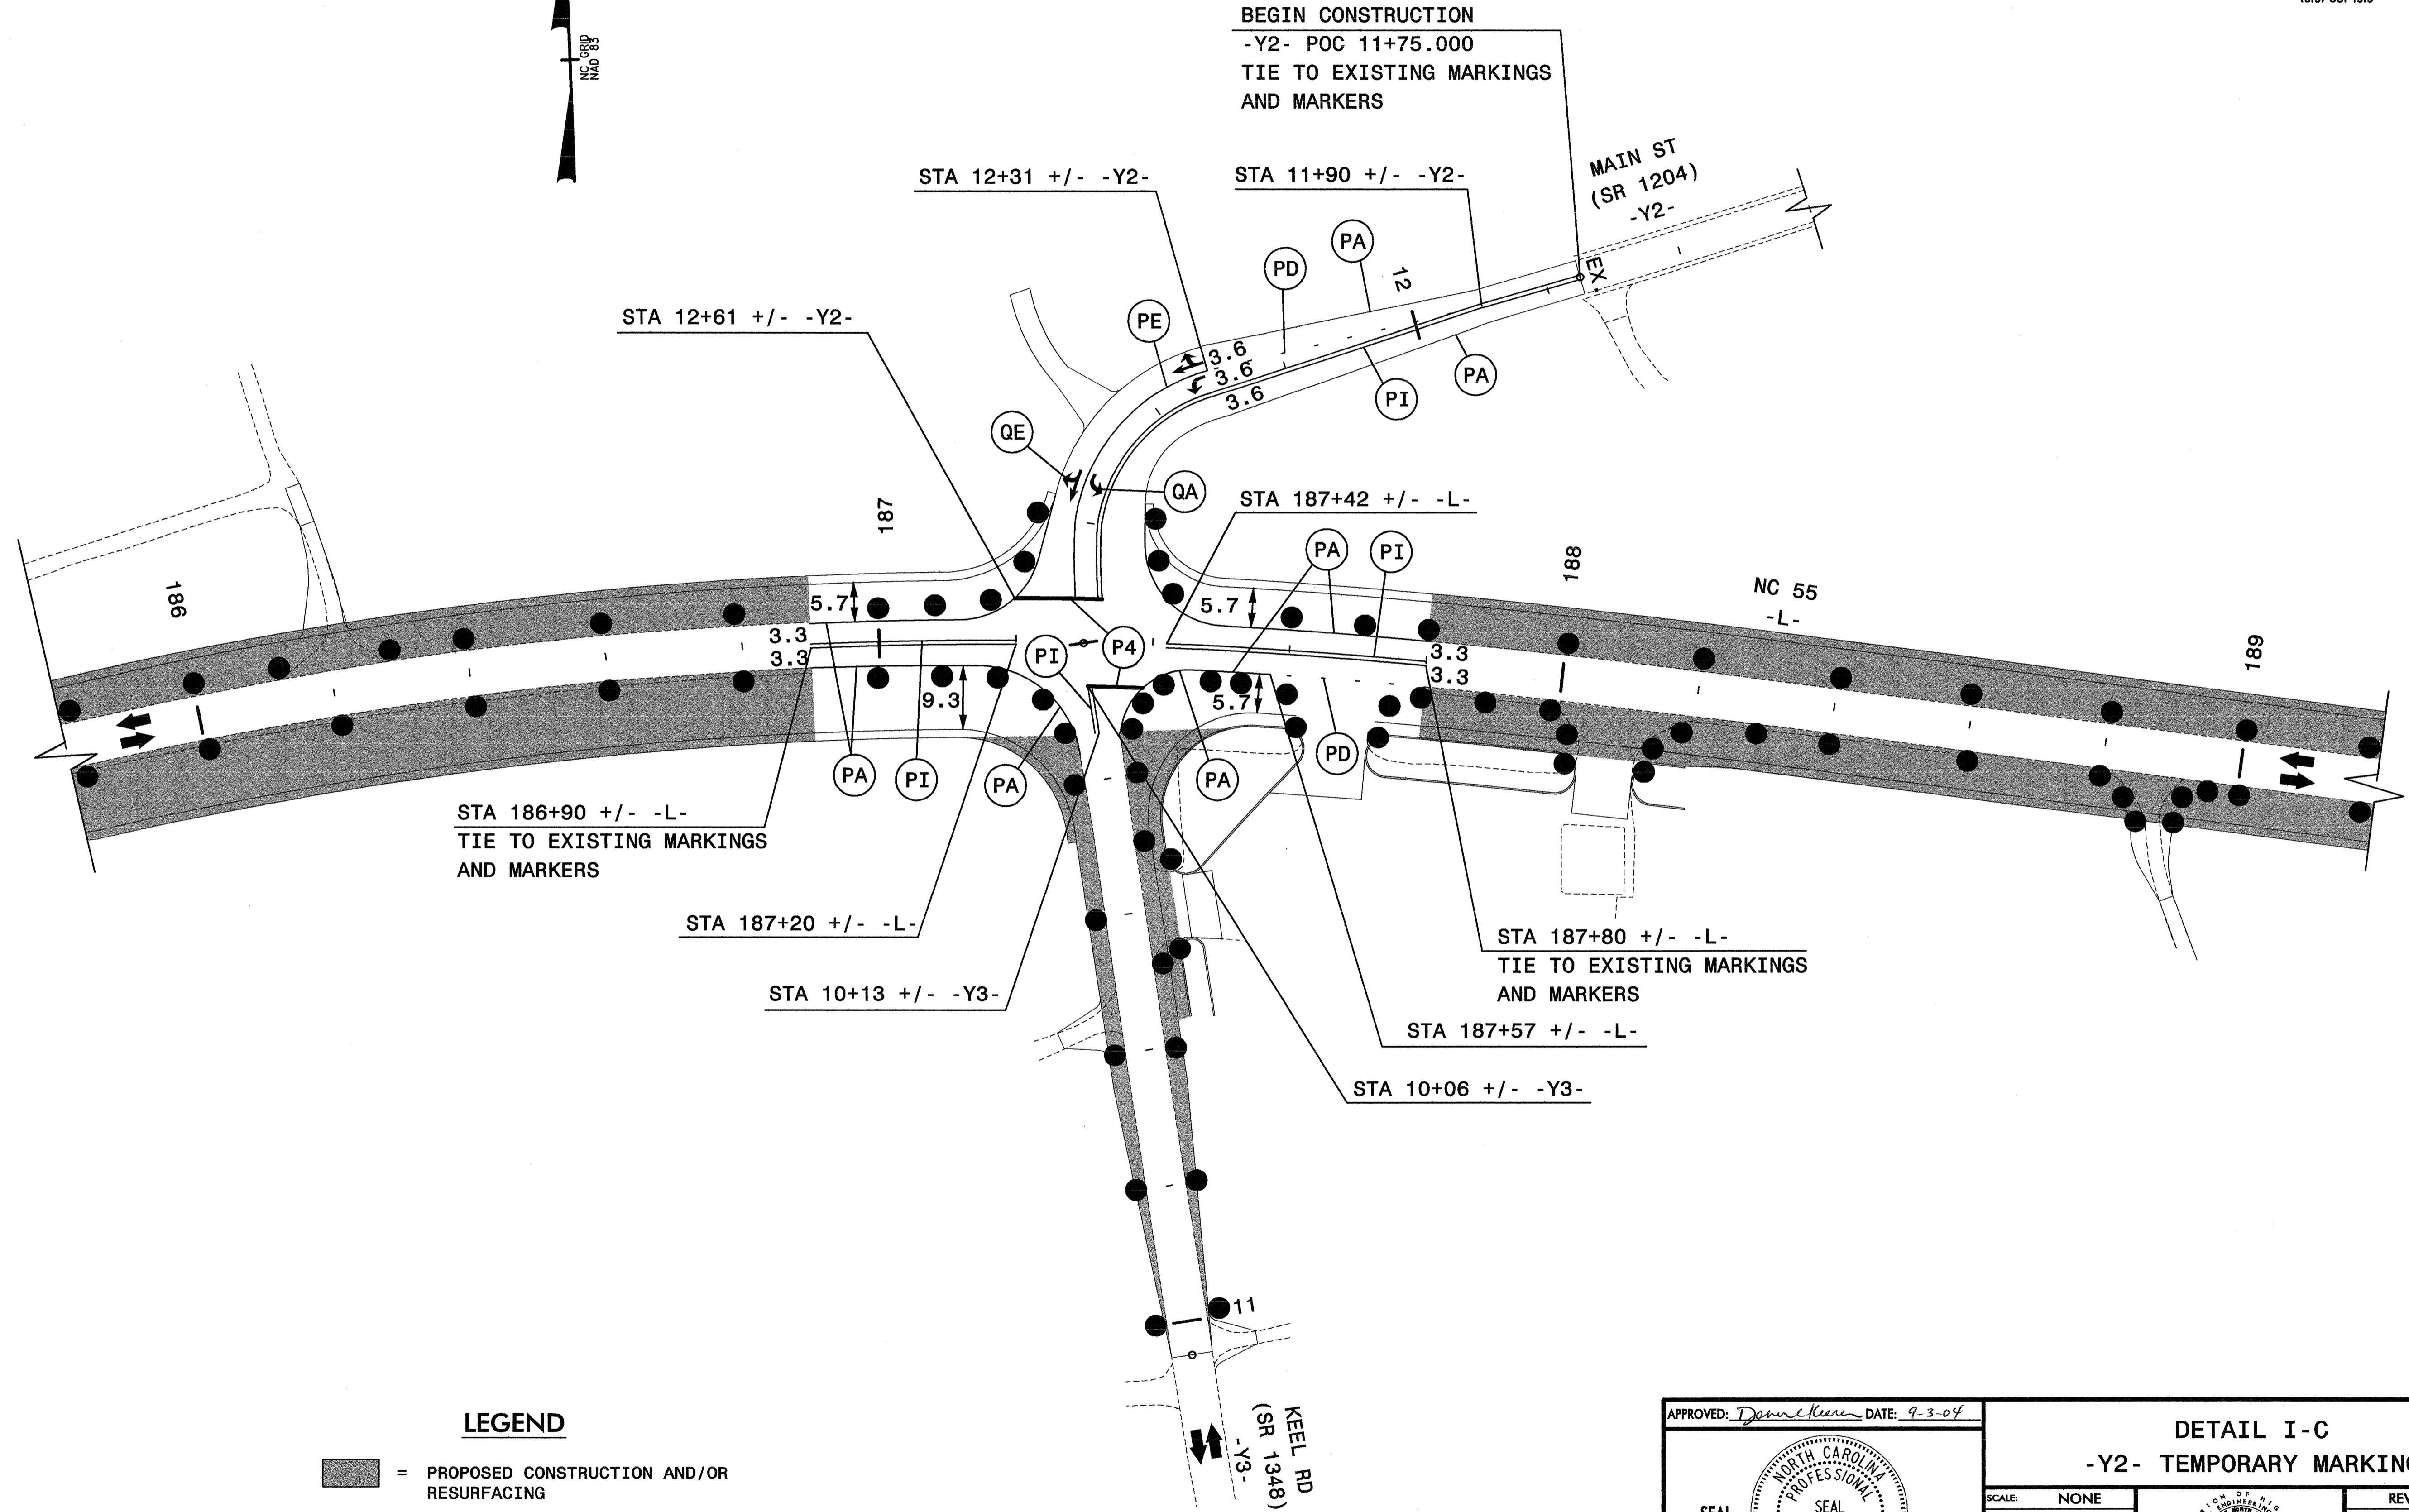 NC GRID
NAD 83
BEGIN CONSTRUCTION
-Y2- POC 11+75.000
TIE TO EXISTING MARKINGS
AND MARKERS
STA 12+31 +/- -Y2-
STA 11+90 +/- -Y2-
MAIN ST
(SR 1204)
-Y2-
EX.
PA
PD
12
PE
STA 12+61 +/- -Y2-
3.6
3.6
3.6
PI
PA
QE
QA
187
STA 187+42 +/- -L-
PA
PI
188
NC 55
-L-
186
189
5.7
5.7
3.3
3.3
PI
P4
3.3
3.3
9.3
5.7
PA
PI
PA
PA
PD
STA 186+90 +/- -L-
TIE TO EXISTING MARKINGS
AND MARKERS
STA 187+20 +/- -L-
STA 187+80 +/- -L-
TIE TO EXISTING MARKINGS
AND MARKERS
STA 10+13 +/- -Y3-
STA 187+57 +/- -L-
STA 10+06 +/- -Y3-
11
KEEL RD
(SR 1348)
-Y3-
LEGEND
= PROPOSED CONSTRUCTION AND/OR
RESURFACING
APPROVED: DATE: 9-3-04
DETAIL I-C
-Y2- TEMPORARY MARKING
NORTH CAROLINA
PROFESSIONAL
SEAL
SEAL
SCALE: NONE
REV